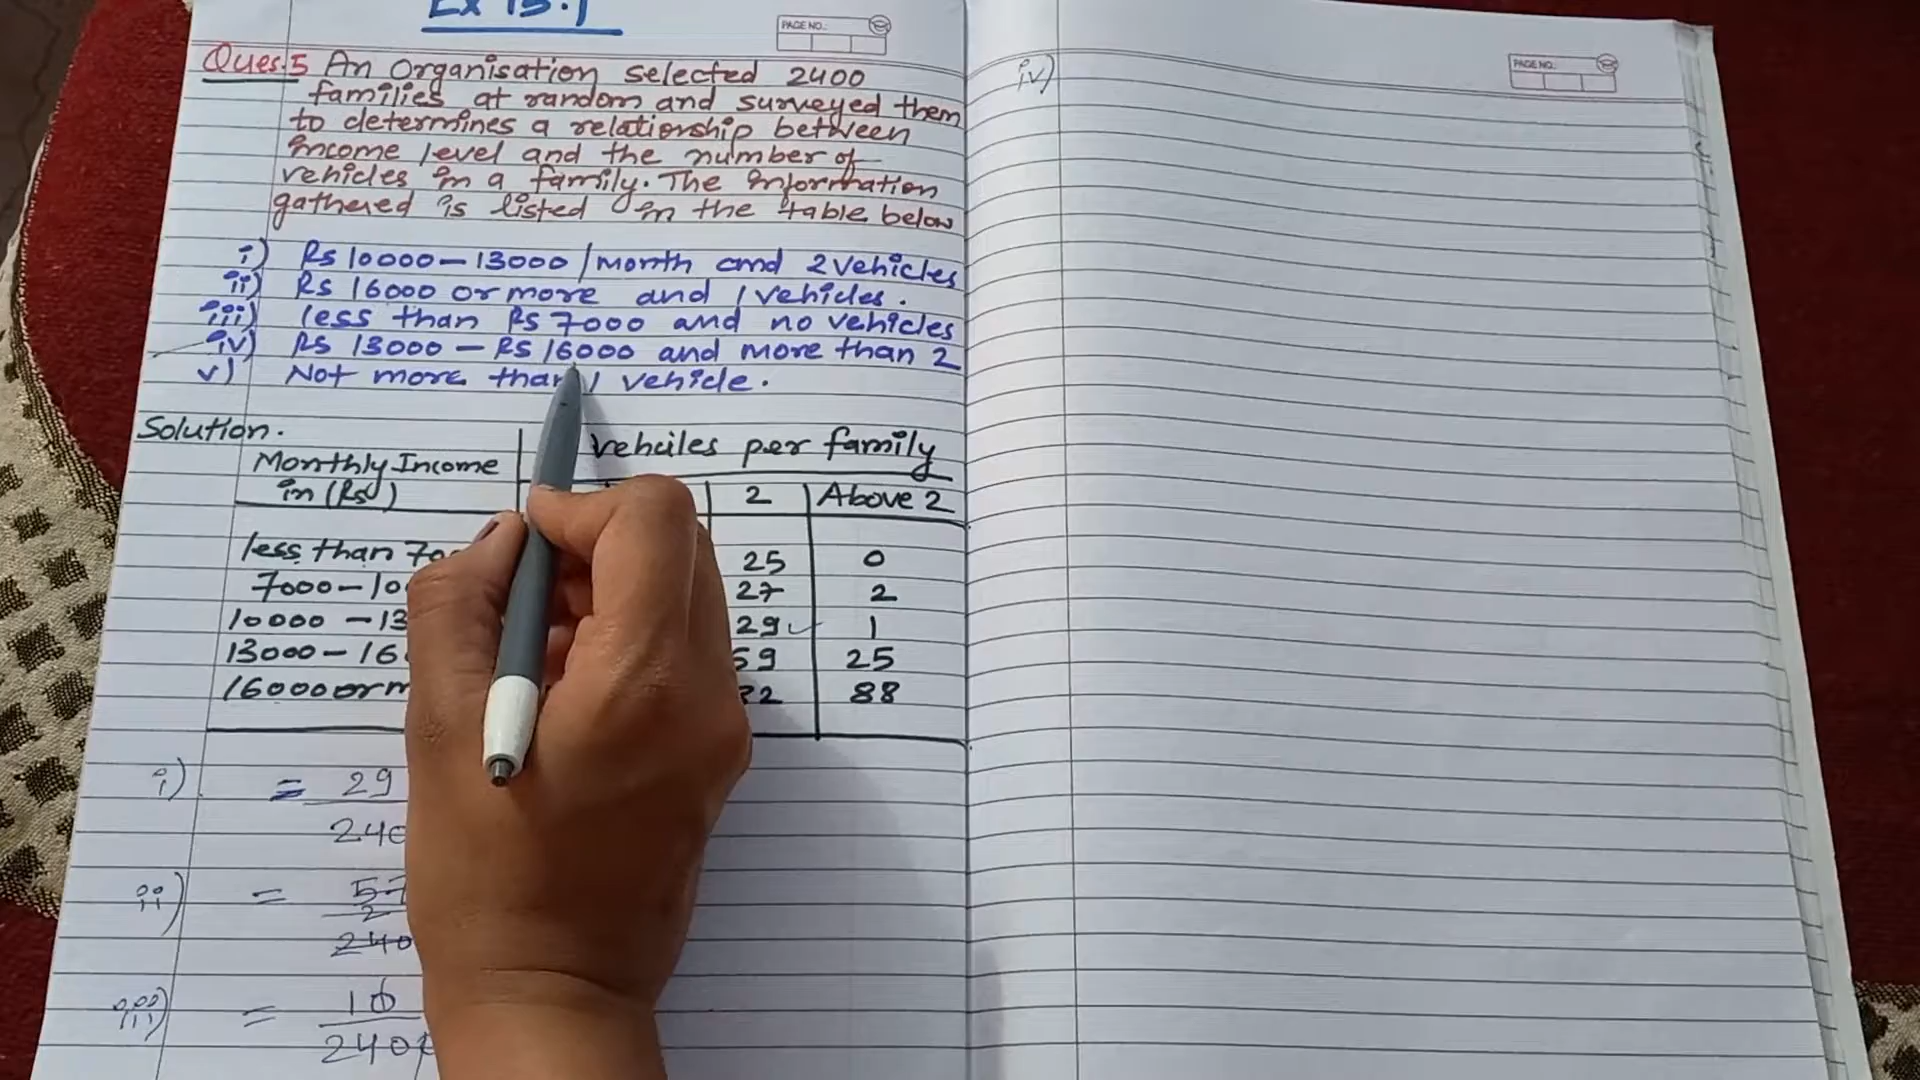 Ex 15.1
PAGE NO.:
Ques.5 An Organisation selected 2400
families at random and surveyed them
to determines a relationship between
income level and the number of
vehicles in a family. The information
gathered is listed in the table below
i) Rs 10000-13000/month and 2 vehicles
ii) Rs 16000 or more and 1 vehicles.
iii) less than Rs 7000 and no vehicles
iv) Rs 13000 - Rs 16000 and more than 2
v) Not more than 1 vehicle.
Solution.
vehciles per family
Monthly Income
in (Rs)
2 Above 2
less than 25 0
7000- 27 2
10000 - 29 1
13000- 59 25
16000 or 88
i) = 29
ii) =
iii) = 10
PAGE NO.:
iv)